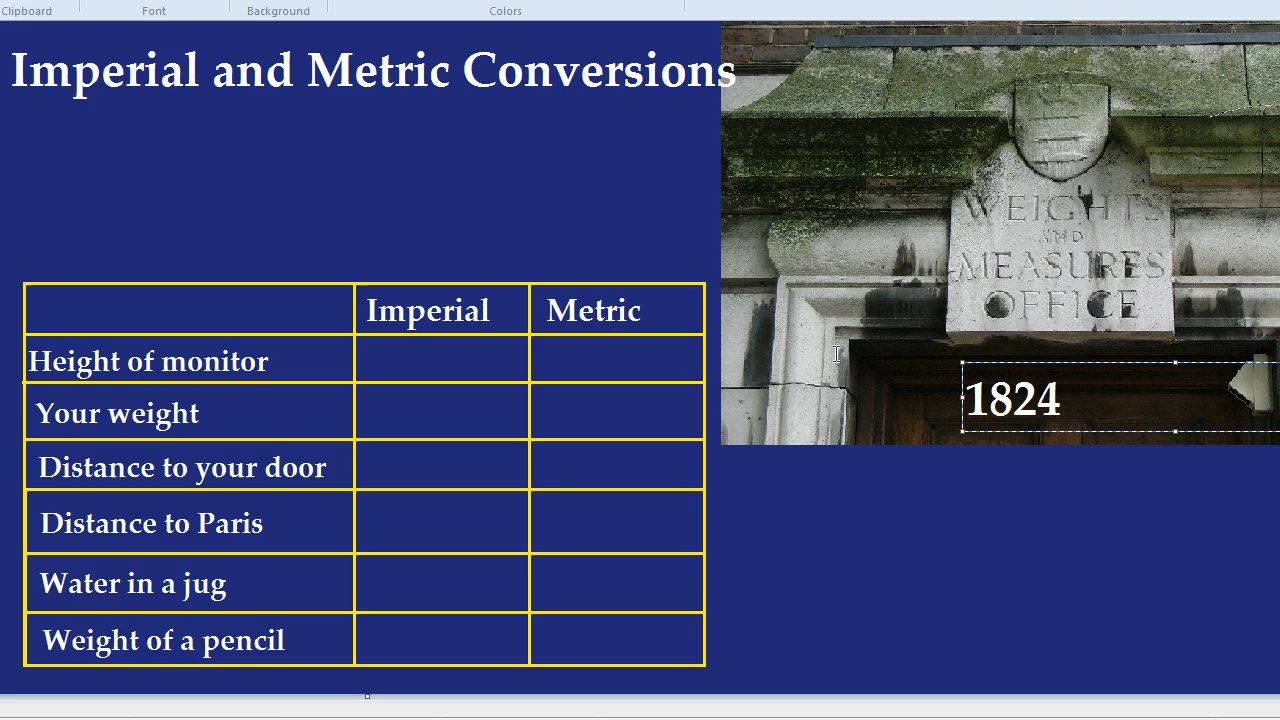 Clipboard Font Background Colors
Imperial and Metric Conversions
WEIGHTS
AND
MEASURES
OFFICE
1824
Imperial Metric
Height of monitor
Your weight
Distance to your door
Distance to Paris
Water in a jug
Weight of a pencil